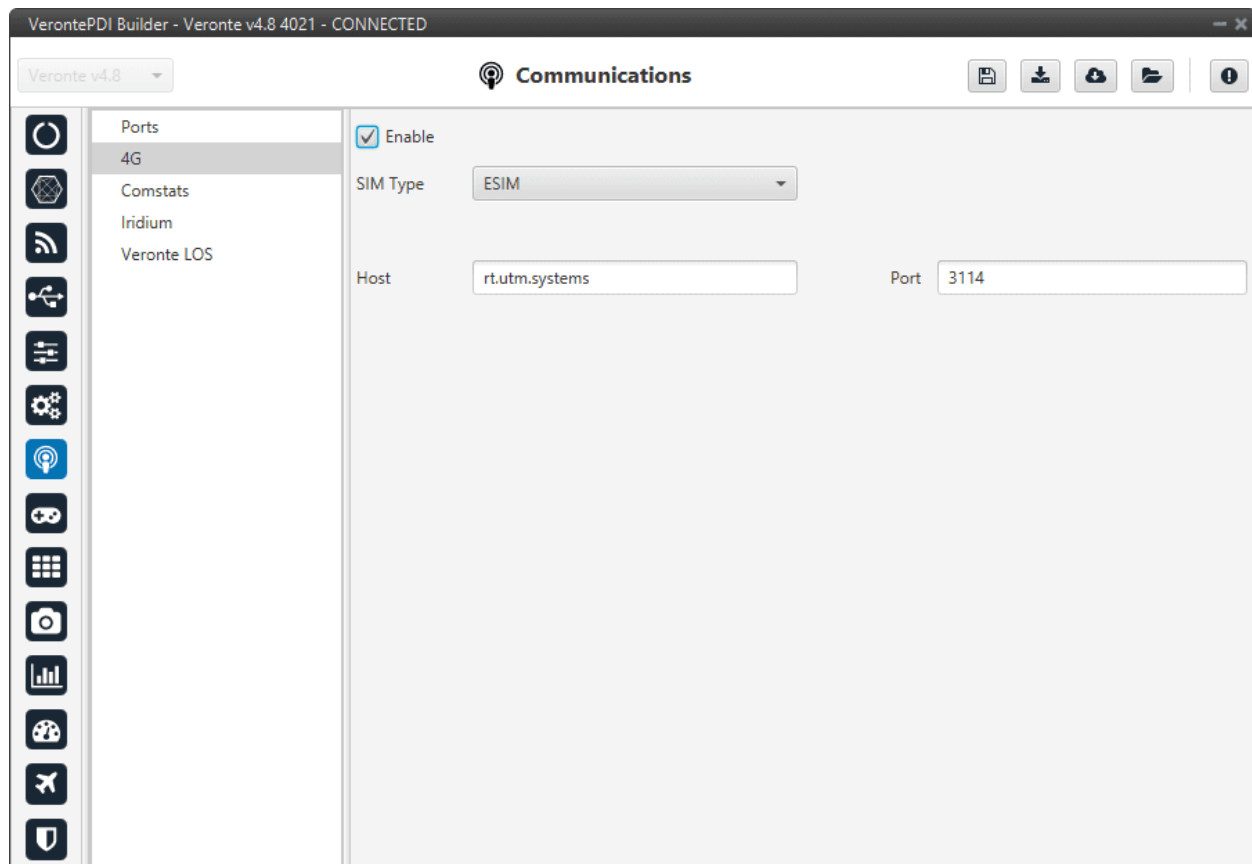 VerontePDI Builder - Veronte v4.8 4021 - CONNECTED
Veronte v4.8
Communications
Ports
4G
Comstats
Iridium
Veronte LOS
Enable
SIM Type ESIM
Host rt.utm.systems Port 3114